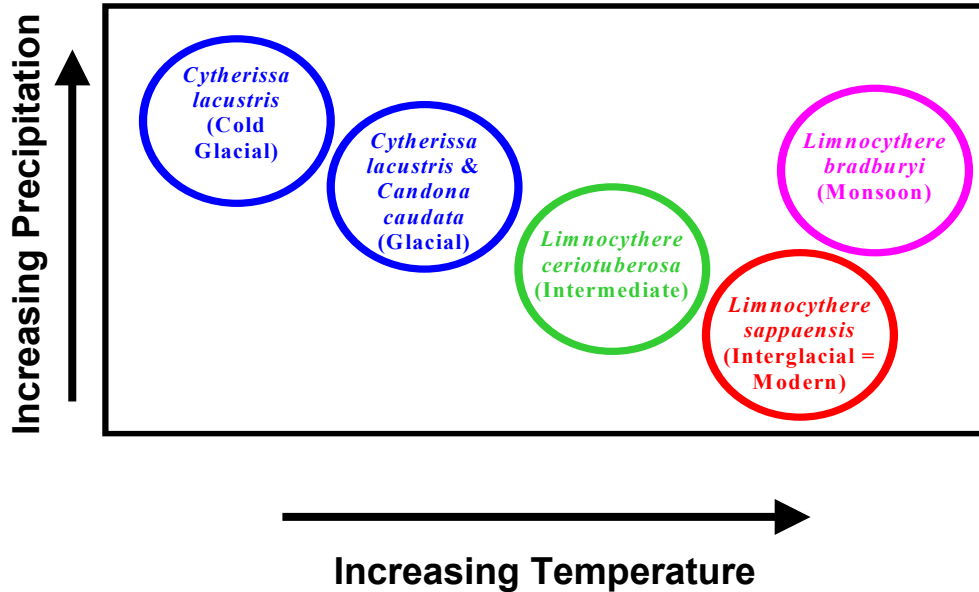 Increasing Precipitation
Cytherissa
lacustris
(Cold
Glacial)
Cytherissa
lacustris &
Candona
caudata
(Glacial)
Limnocythere
ceriotuberosa
(Intermediate)
Limnocythere
bradburyi
(Monsoon)
Limnocythere
sappaensis
(Interglacial =
Modern)
Increasing Temperature